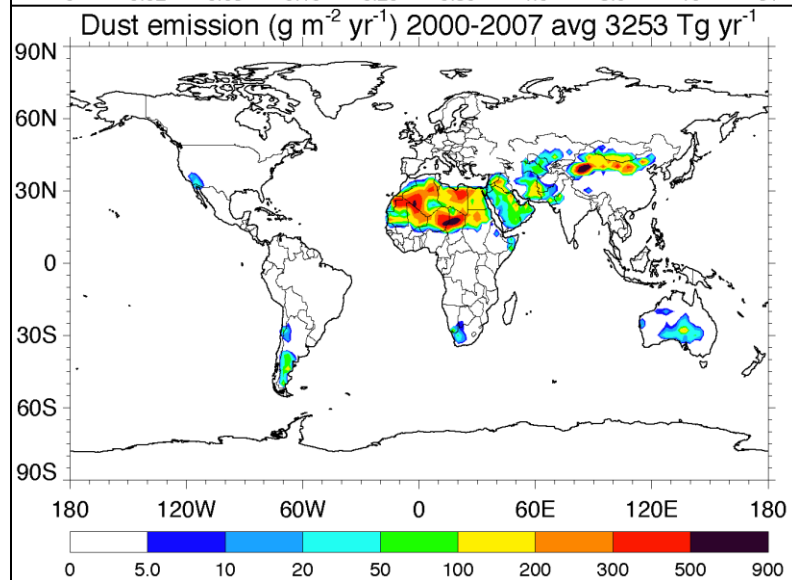 Dust emission (g m⁻² yr⁻¹) 2000-2007 avg 3253 Tg yr⁻¹
90N
60N
30N
0
30S
60S
90S
180 120W 60W 0 60E 120E 180
0 5.0 10 20 50 100 200 300 500 900